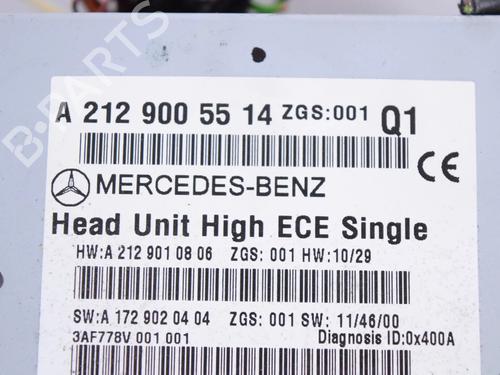 A 212 900 55 14 ZGS:001 Q1
MERCEDES-BENZ
CE
Head Unit High ECE Single
HW:A 212 901 08 06 ZGS: 001 HW:10/29
SW:A 172 902 04 04 ZGS: 001 SW: 11/46/00
3AF778V 001 001 Diagnosis ID:0x400A
B-PARTS